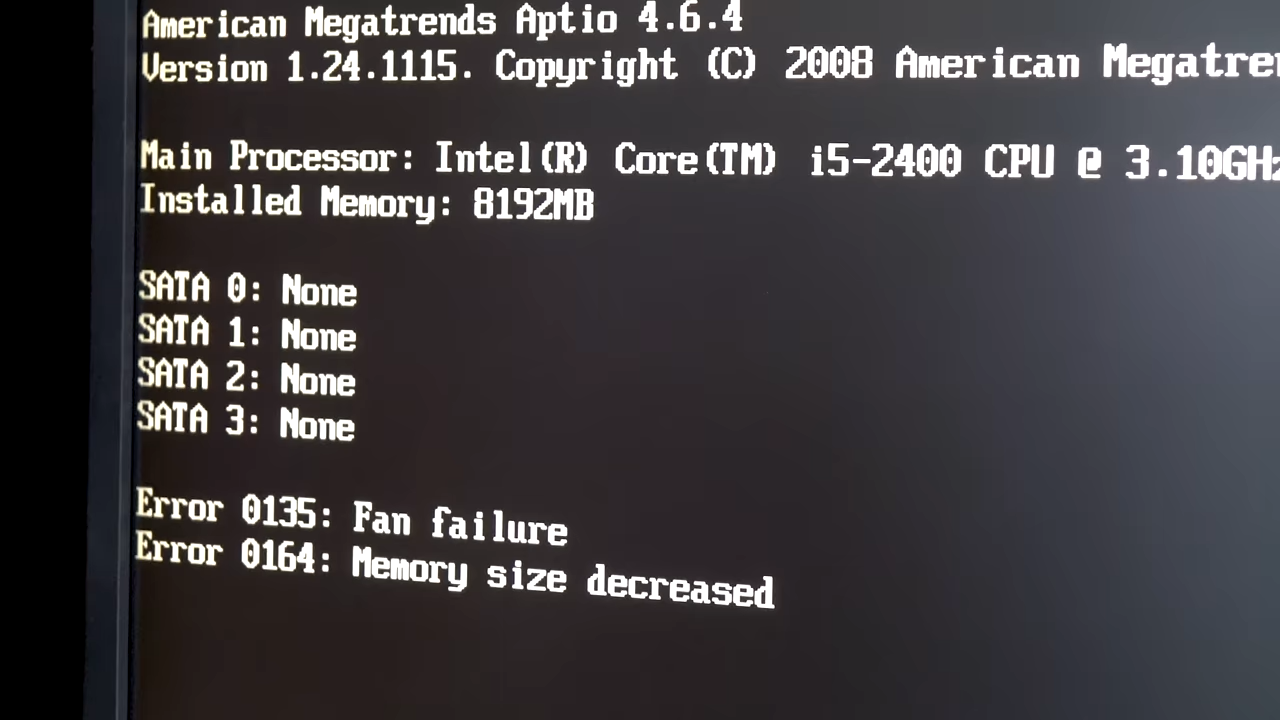 American Megatrends Aptio 4.6.4
Version 1.24.1115. Copyright (C) 2008 American Megatre
Main Processor: Intel(R) Core(TM) i5-2400 CPU @ 3.10GHz
Installed Memory: 8192MB
SATA 0: None
SATA 1: None
SATA 2: None
SATA 3: None
Error 0135: Fan failure
Error 0164: Memory size decreased